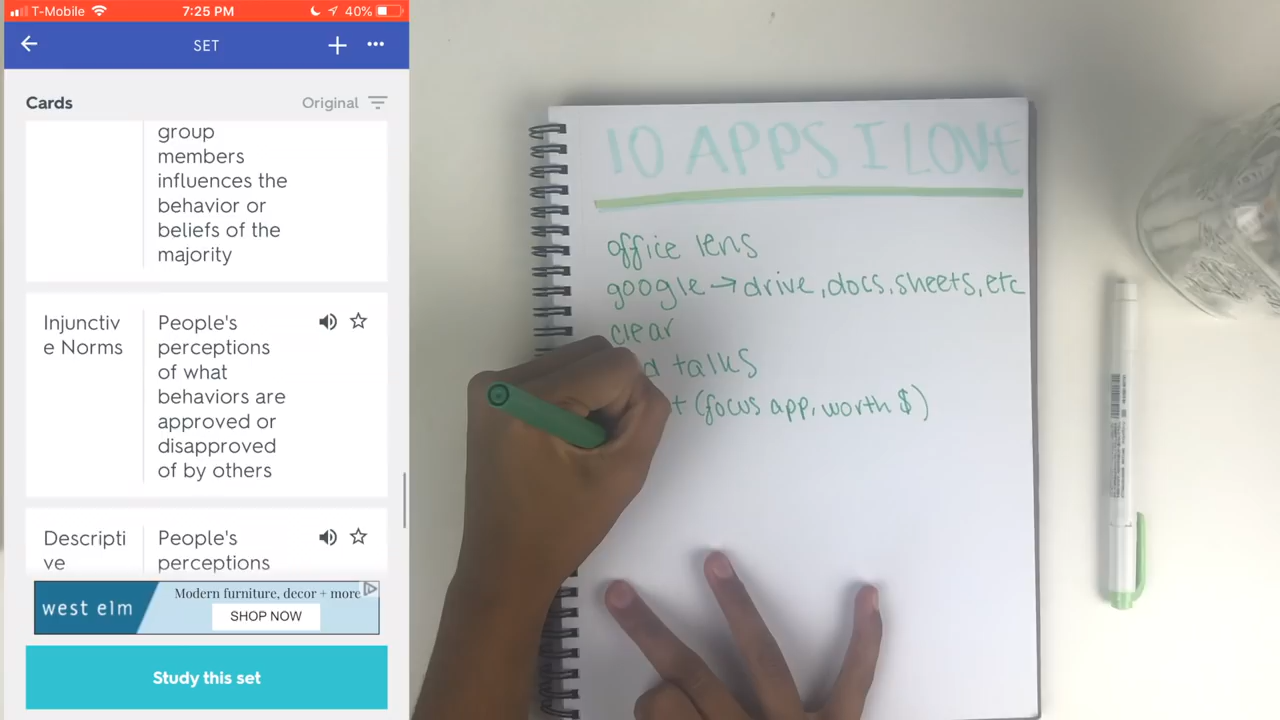 T-Mobile 7:25 PM 40%
SET
Cards
Original
group
members
influences the
behavior or
beliefs of the
majority
Injunctiv
e Norms
People's
perceptions
of what
behaviors are
approved or
disapproved
of by others
Descripti
ve
People's
perceptions
west elm
Modern furniture, decor + more
SHOP NOW
Study this set
10 APPS I LOVE
office lens
google → drive, docs, sheets, etc
clear
talks
(focus app, worth $)